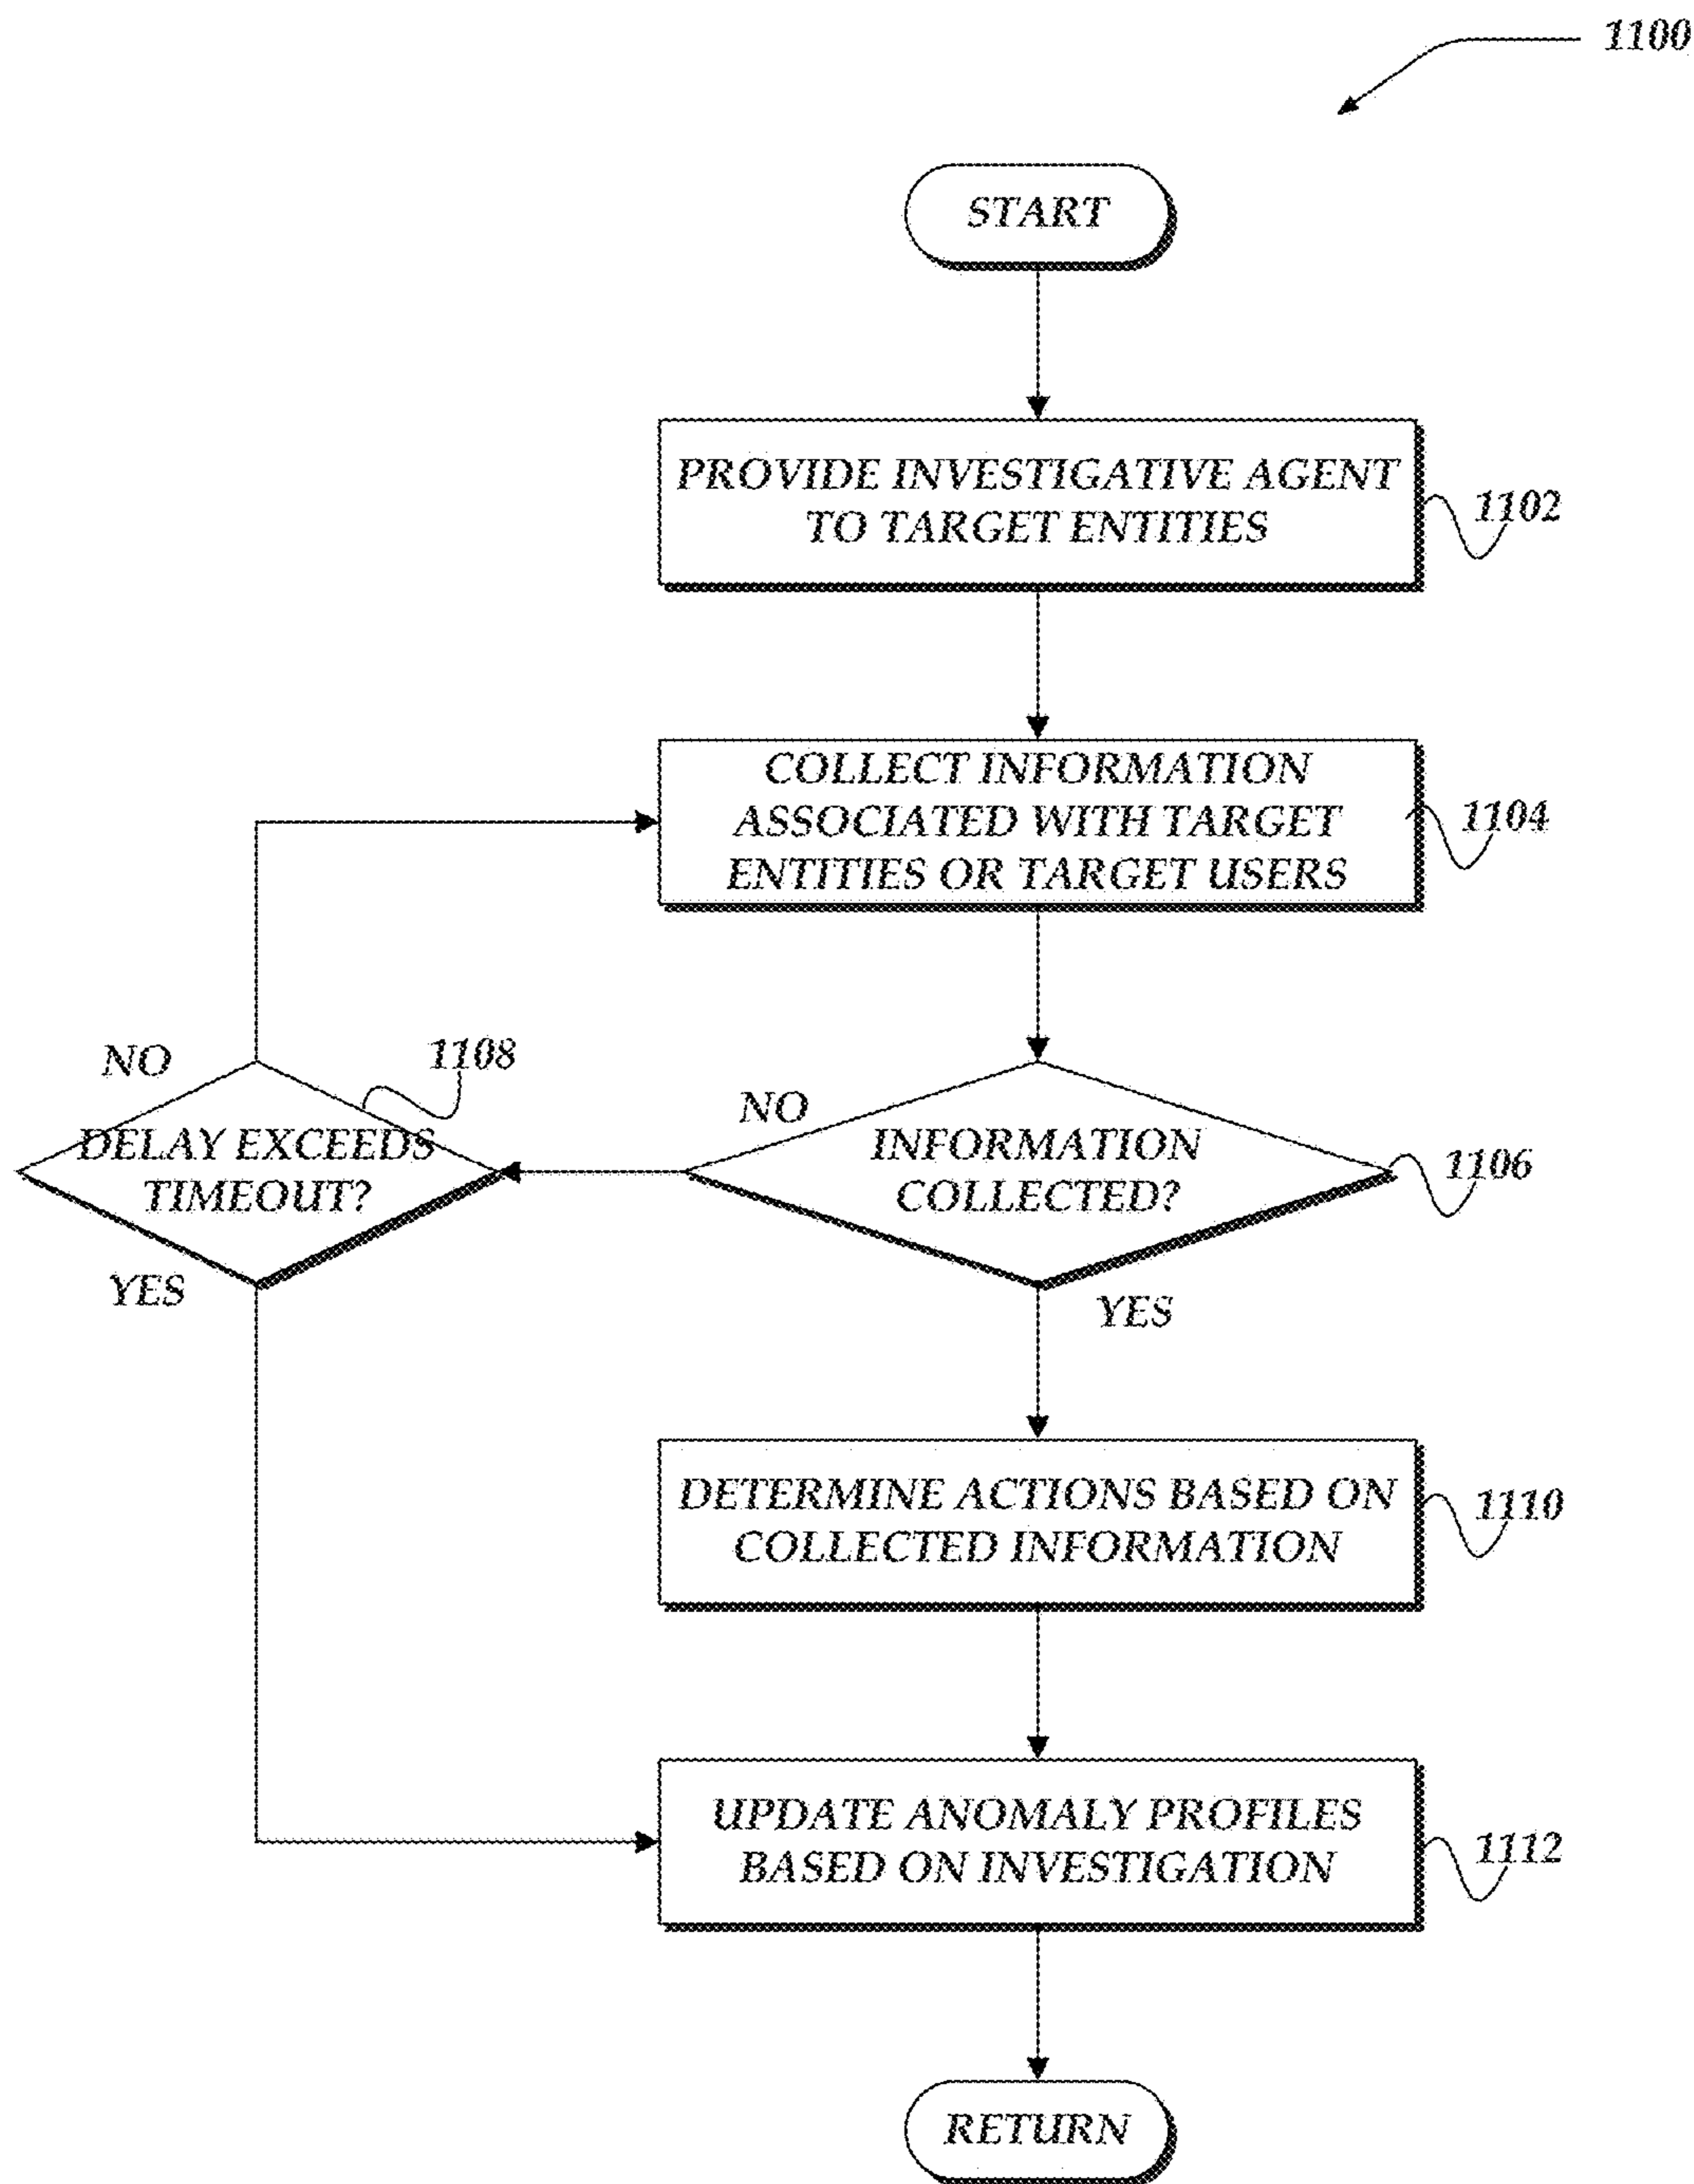 1100
START
PROVIDE INVESTIGATIVE AGENT
TO TARGET ENTITIES
1102
COLLECT INFORMATION
ASSOCIATED WITH TARGET
ENTITIES OR TARGET USERS
1104
NO
1108
DELAY EXCEEDS
TIMEOUT?
YES
NO
INFORMATION
COLLECTED?
1106
YES
DETERMINE ACTIONS BASED ON
COLLECTED INFORMATION
1110
UPDATE ANOMALY PROFILES
BASED ON INVESTIGATION
1112
RETURN